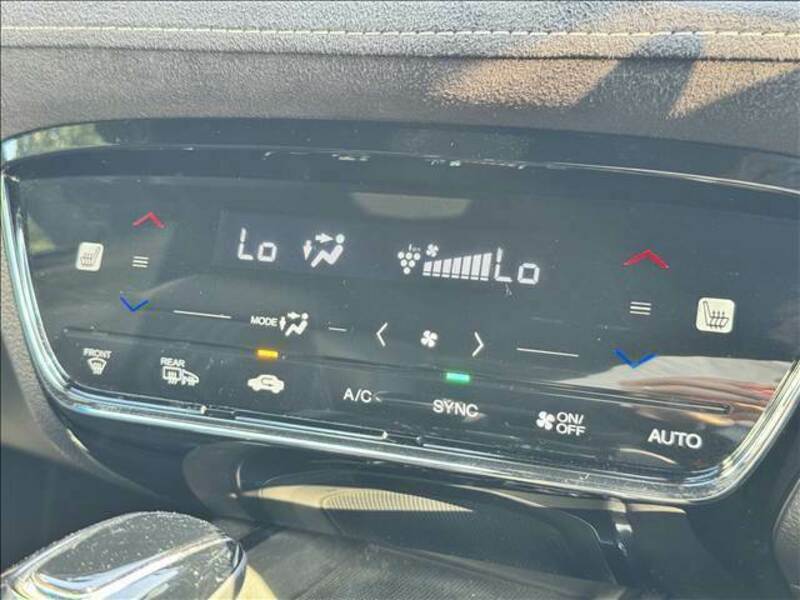 Lo Lo
MODE
FRONT
REAR
A/C
SYNC
ON/
OFF
AUTO